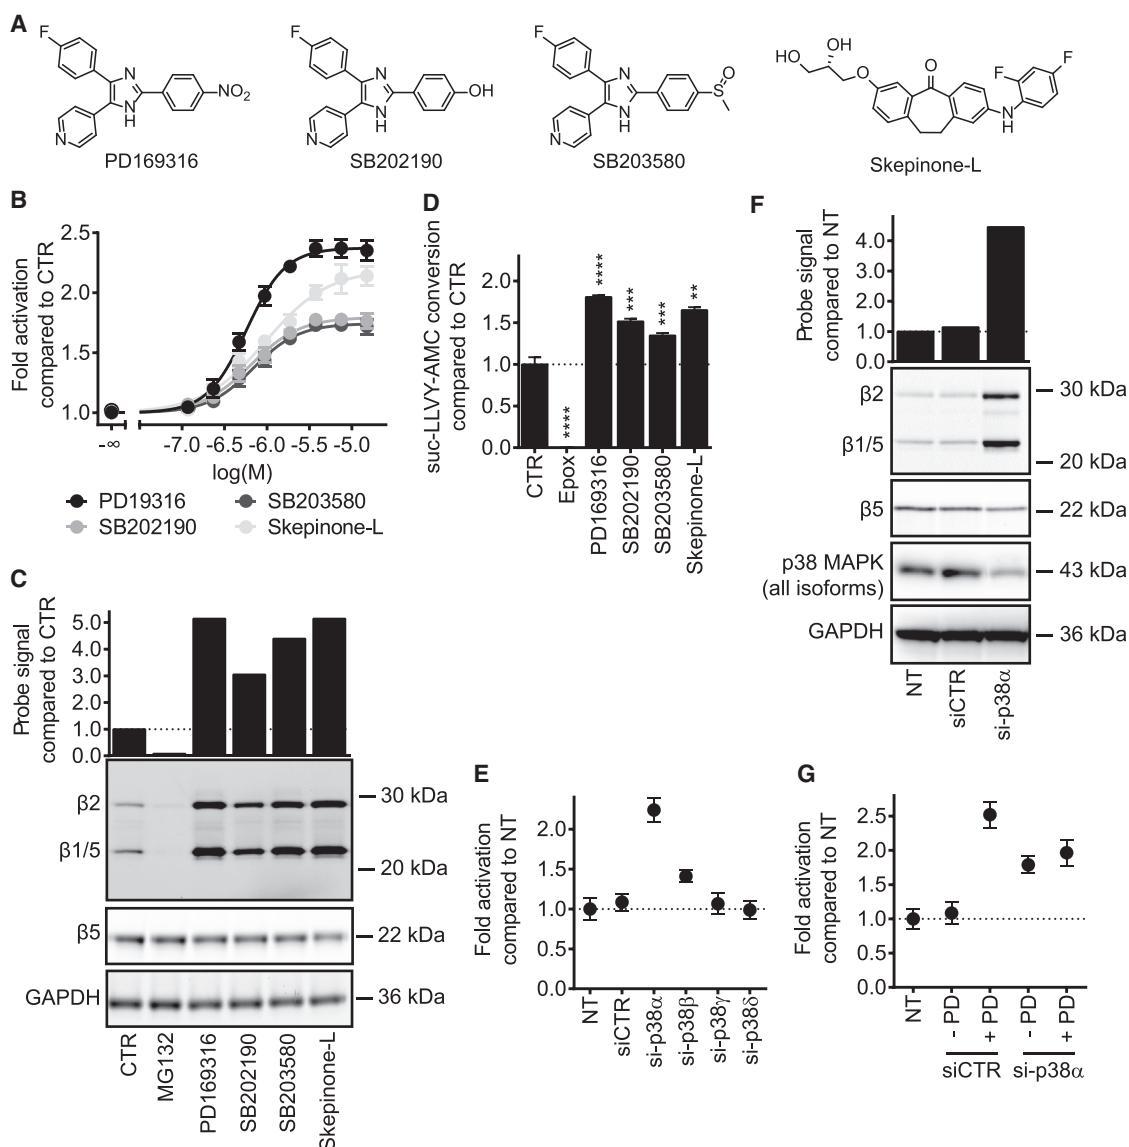 A
F
N
N
H
NO2
N
PD169316
F
N
N
H
OH
N
SB202190
F
N
N
H
S
O
N
SB203580
HO
OH
O
O
N
H
F
F
Skepinone-L
B
Fold activation
compared to CTR
2.5
2.0
1.5
1.0
-∞
-7.0
-6.5
-6.0
-5.5
-5.0
log(M)
PD19316
SB203580
SB202190
Skepinone-L
C
Probe signal
compared to CTR
5.0
4.0
3.0
2.0
1.0
0.0
β2
β1/5
30 kDa
20 kDa
β5
22 kDa
GAPDH
36 kDa
CTR
MG132
PD169316
SB202190
SB203580
Skepinone-L
D
suc-LLVY-AMC conversion
compared to CTR
2.0
1.5
1.0
0.5
0.0
****
****
***
***
**
CTR
Epox
PD169316
SB202190
SB203580
Skepinone-L
E
Fold activation
compared to NT
2.0
1.5
1.0
0.5
0.0
NT
siCTR
si-p38α
si-p38β
si-p38γ
si-p38δ
F
Probe signal
compared to NT
4.0
3.0
2.0
1.0
0.0
β2
β1/5
30 kDa
20 kDa
β5
22 kDa
p38 MAPK
(all isoforms)
43 kDa
GAPDH
36 kDa
NT
siCTR
si-p38α
G
Fold activation
compared to NT
2.5
2.0
1.5
1.0
0.5
0.0
NT
- PD
+ PD
- PD
+ PD
siCTR
si-p38α